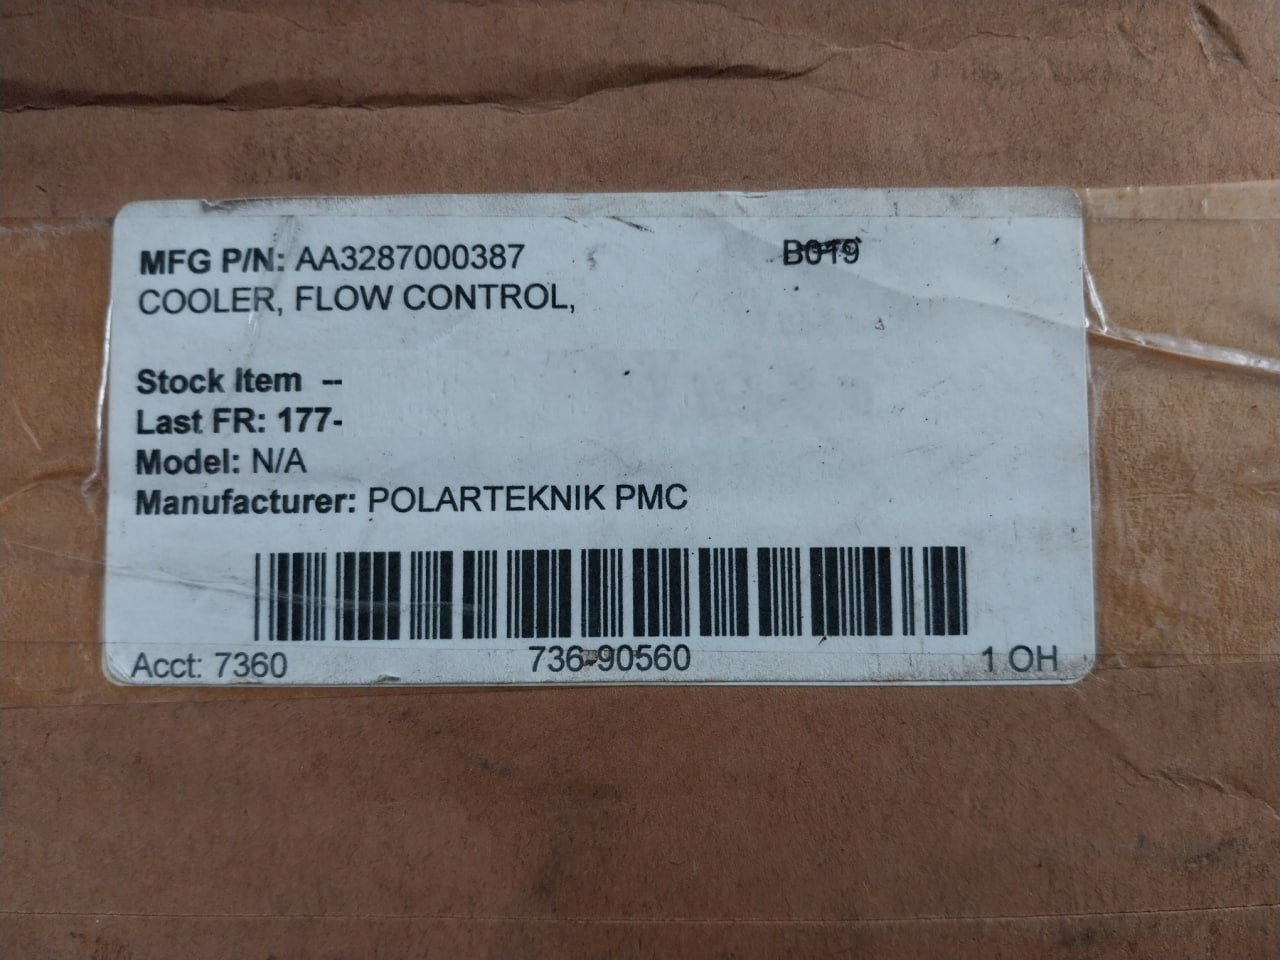 MFG P/N: AA3287000387 B019
COOLER, FLOW CONTROL,
Stock Item --
Last FR: 177-
Model: N/A
Manufacturer: POLARTEKNIK PMC
Acct: 7360 736-90560 1 OH